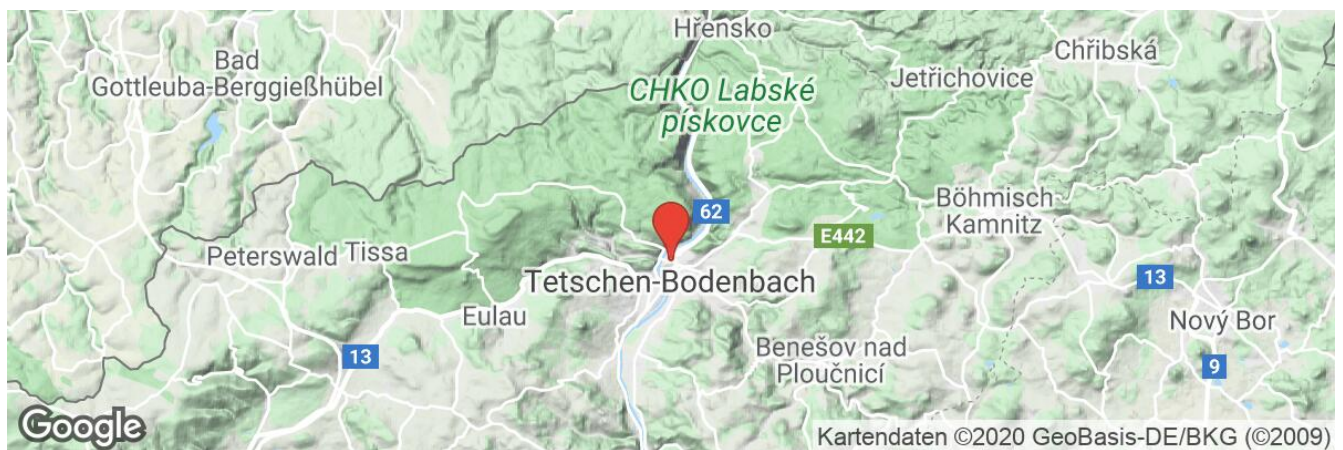 Hřensko
Bad
Gottleuba-Berggießhübel
Chřibská
Jetřichovice
CHKO Labské
pískovce
Böhmisch
Kamnitz
62
E442
Peterswald
Tissa
Tetschen-Bodenbach
13
Eulau
Nový Bor
Benešov nad
Ploučnicí
13
9
Google
Kartendaten ©2020 GeoBasis-DE/BKG (©2009)